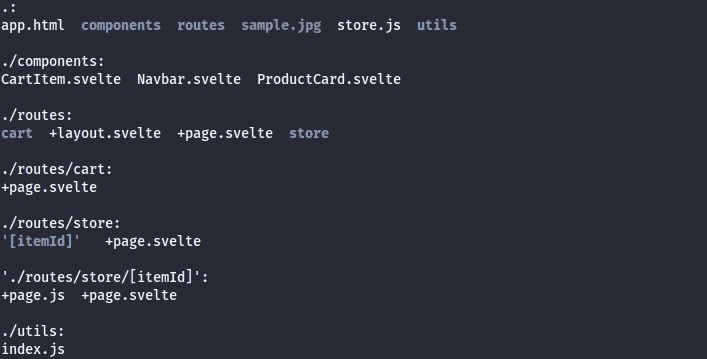 .:
app.html  components  routes  sample.jpg  store.js  utils
./components:
CartItem.svelte  Navbar.svelte  ProductCard.svelte
./routes:
cart  +layout.svelte  +page.svelte  store
./routes/cart:
+page.svelte
./routes/store:
'[itemId]'   +page.svelte
'./routes/store/[itemId]':
+page.js  +page.svelte
./utils:
index.js